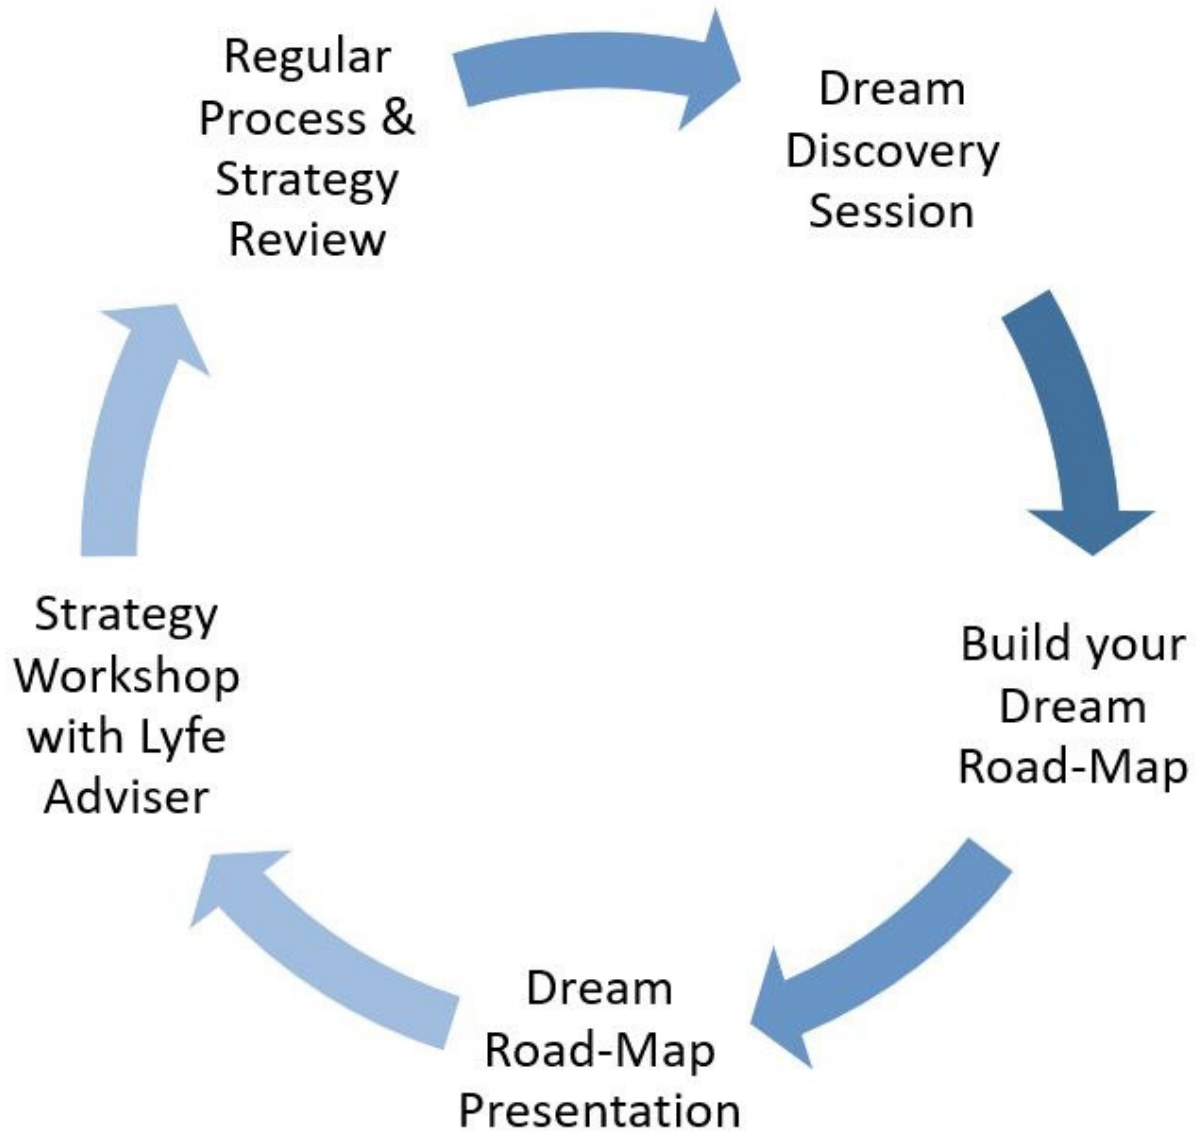 Regular
Process &
Strategy
Review
Dream
Discovery
Session
Build your
Dream
Road-Map
Dream
Road-Map
Presentation
Strategy
Workshop
with Lyfe
Adviser